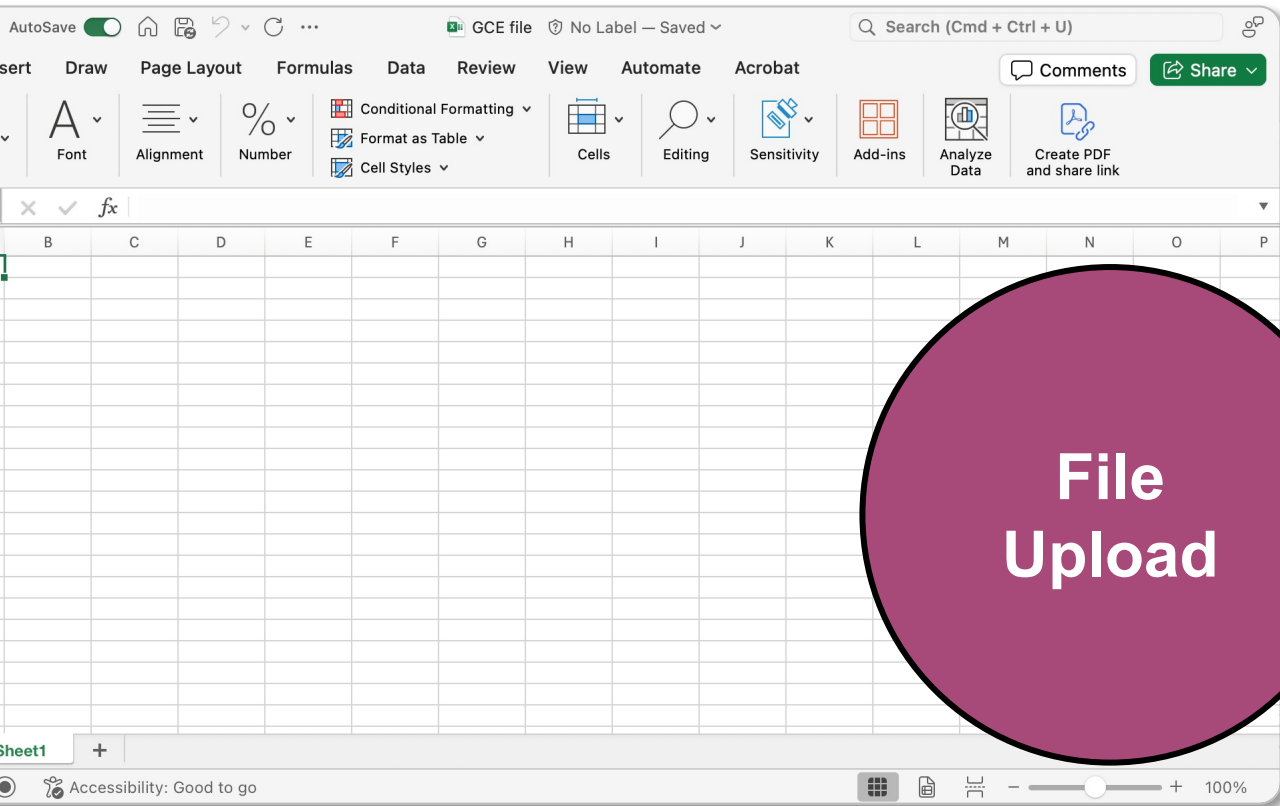 AutoSave
GCE file
No Label — Saved
Search (Cmd + Ctrl + U)
sert Draw Page Layout Formulas Data Review View Automate Acrobat
Comments
Share
Font
Alignment
%
Number
Conditional Formatting
Format as Table
Cell Styles
Cells
Editing
Sensitivity
Add-ins
Analyze
Data
Create PDF
and share link
fx
B C D E F G H I J K L M N O P
File
Upload
Sheet1 +
Accessibility: Good to go
− + 100%